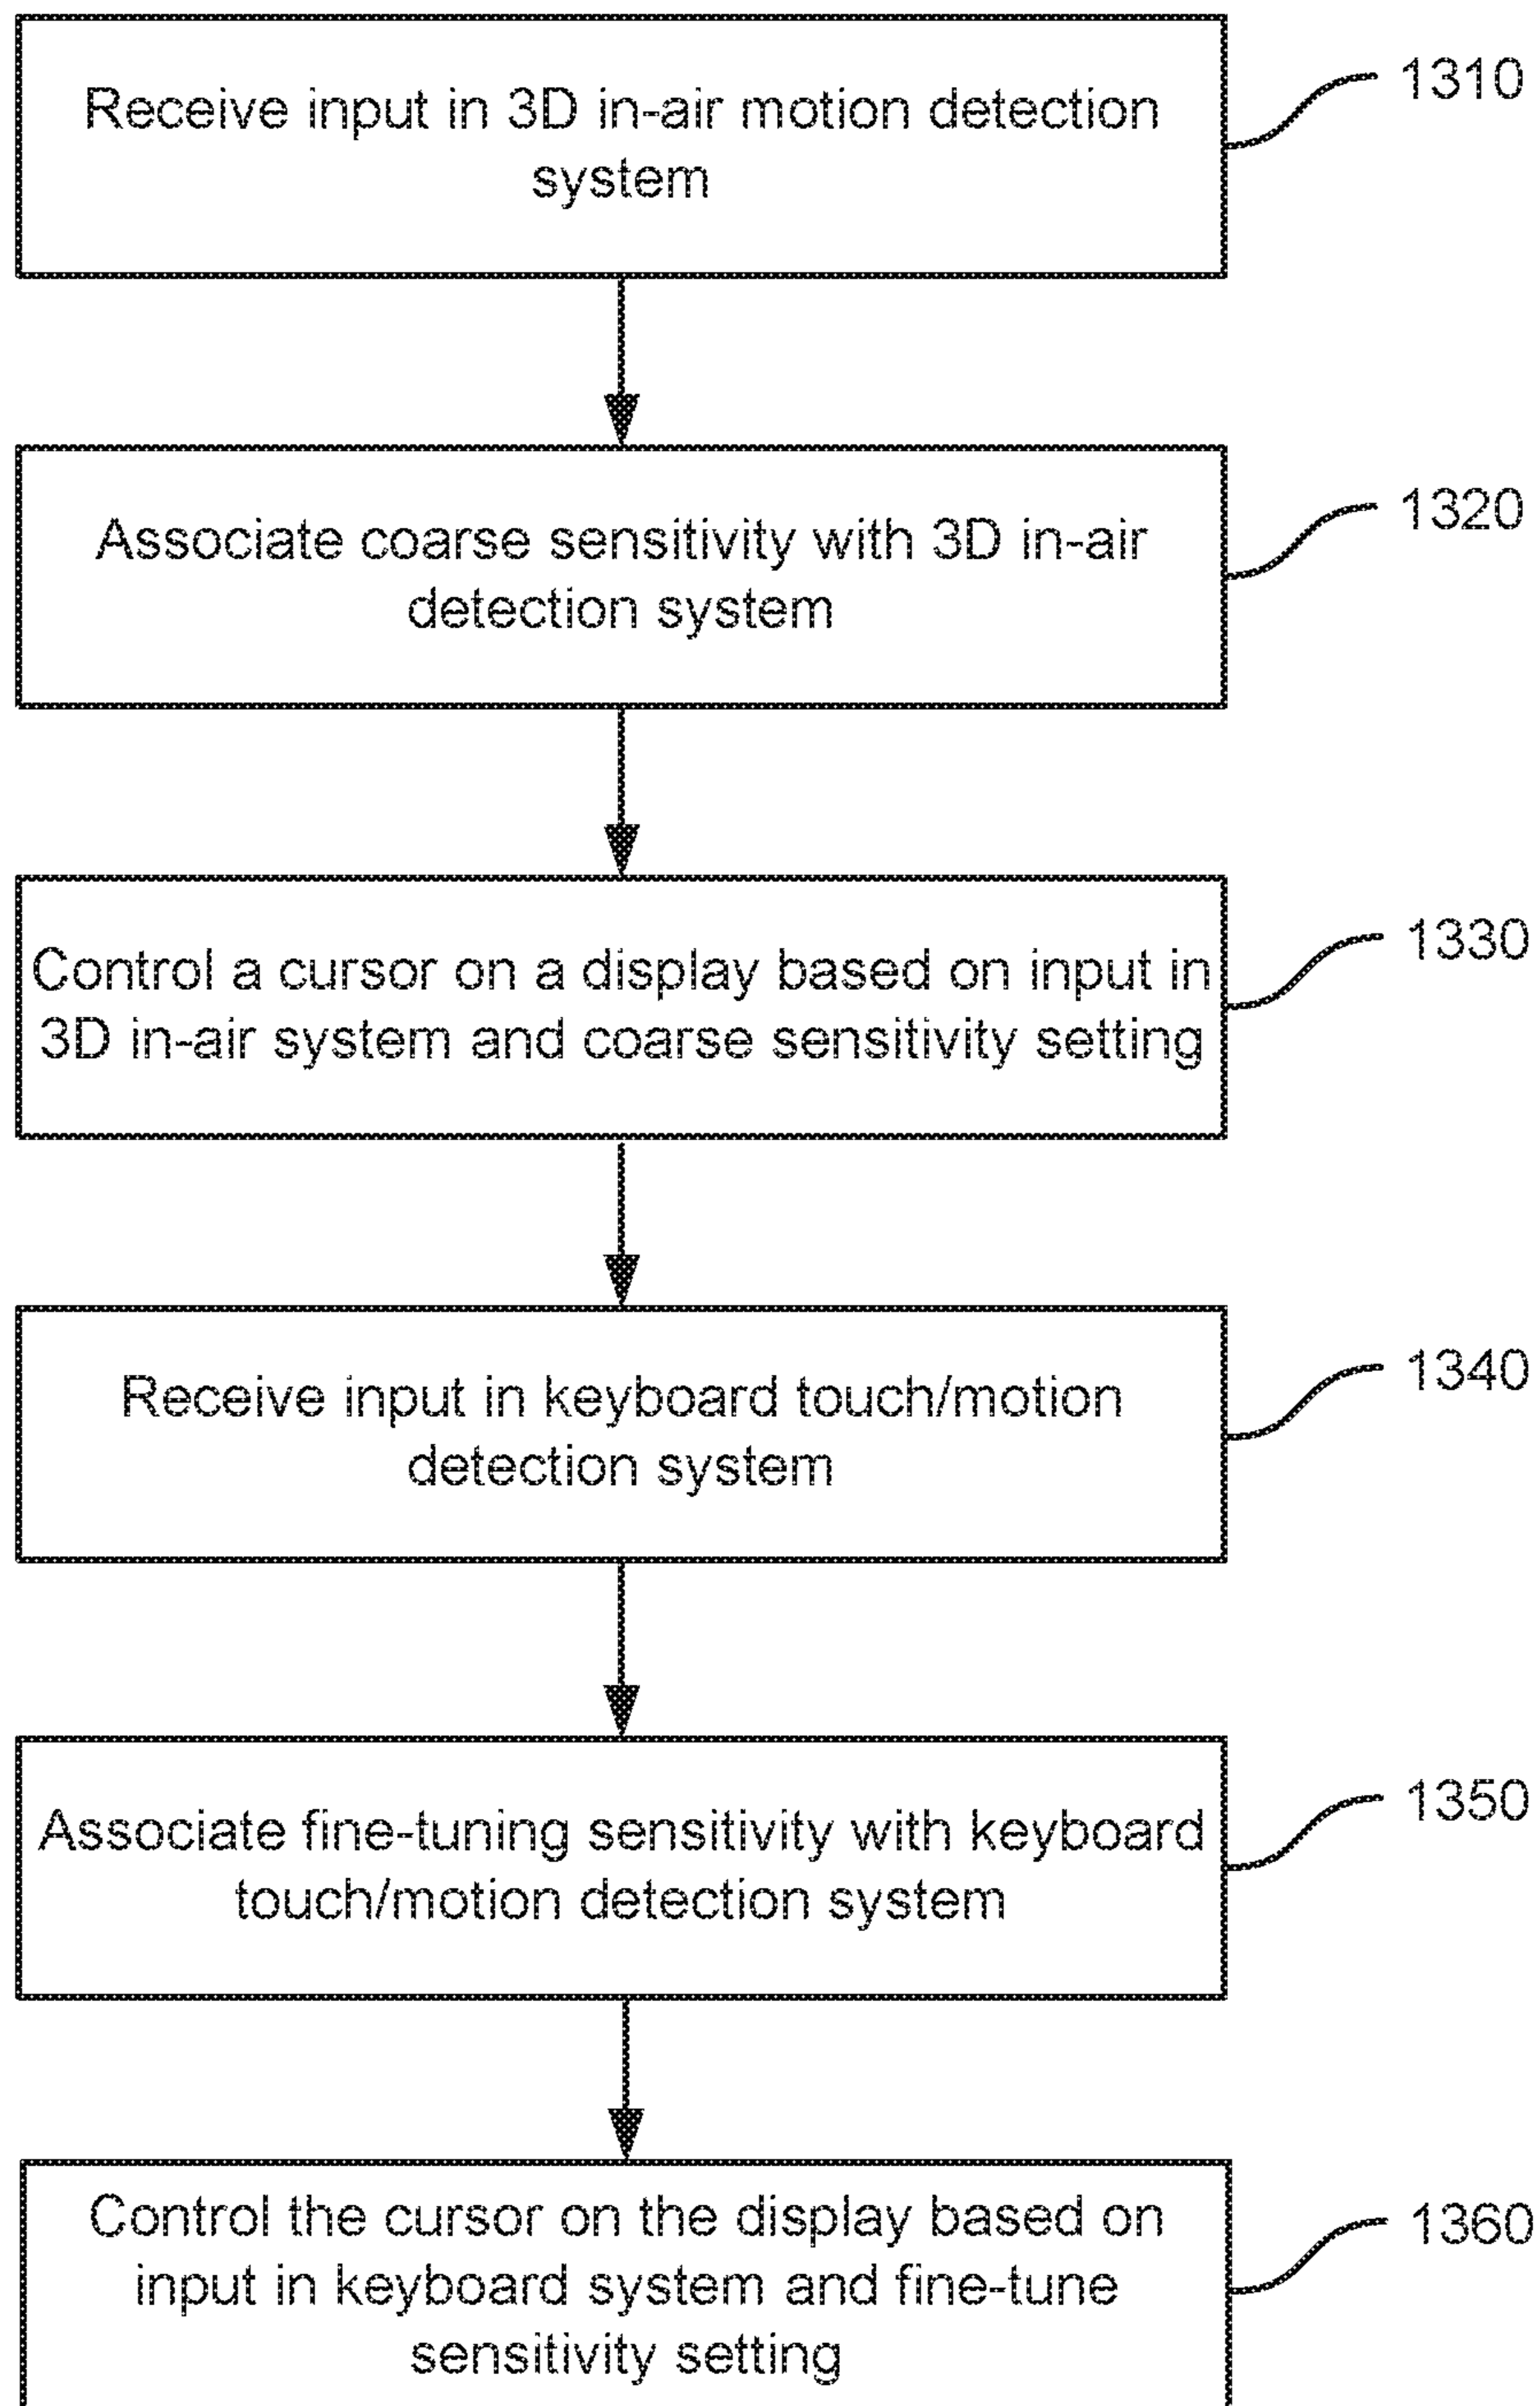 Receive input in 3D in-air motion detection
system
1310
Associate coarse sensitivity with 3D in-air
detection system
1320
Control a cursor on a display based on input in
3D in-air system and coarse sensitivity setting
1330
Receive input in keyboard touch/motion
detection system
1340
Associate fine-tuning sensitivity with keyboard
touch/motion detection system
1350
Control the cursor on the display based on
input in keyboard system and fine-tune
sensitivity setting
1360